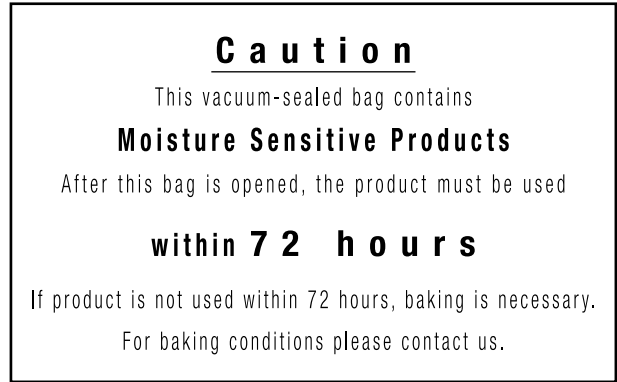 Caution
This vacuum-sealed bag contains
Moisture Sensitive Products
After this bag is opened, the product must be used
within 72 hours
If product is not used within 72 hours, baking is necessary.
For baking conditions please contact us.